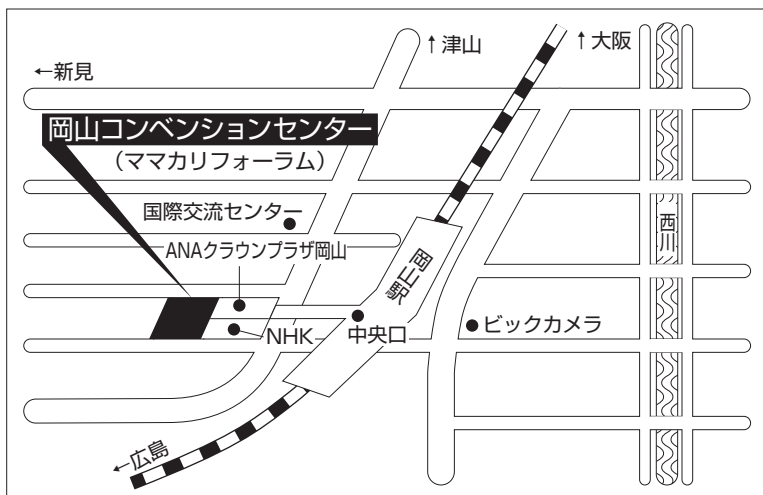 ↑津山
↑大阪
←新見
岡山コンベンションセンター
（ママカリフォーラム）
国際交流センター
ANAクラウンプラザ岡山
岡山駅
西川
NHK
中央口
ビックカメラ
←広島